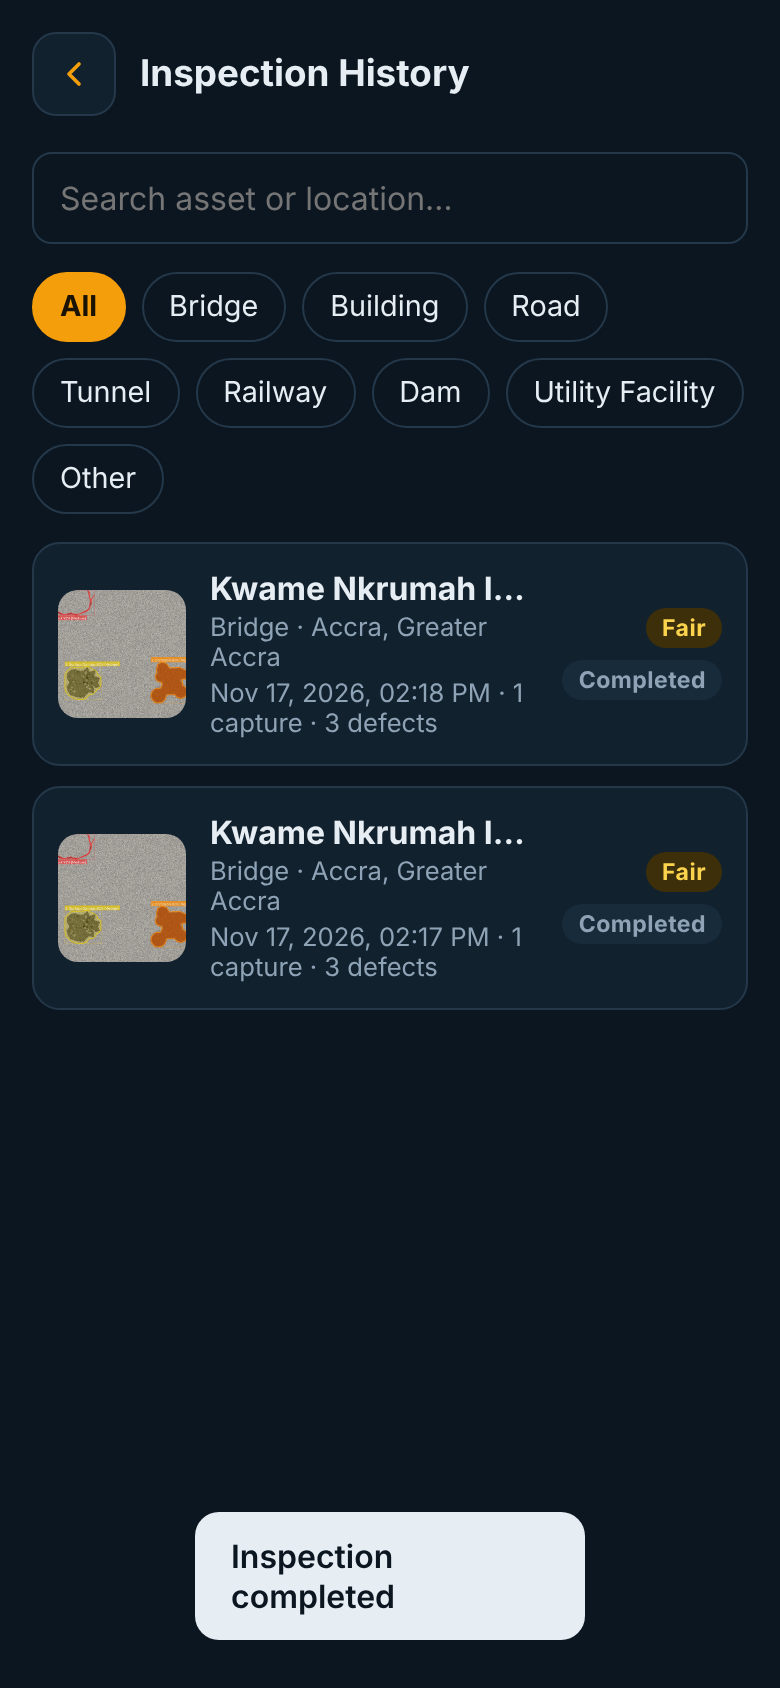 Inspection History
Search asset or location...
All
Bridge
Building
Road
Tunnel
Railway
Dam
Utility Facility
Other
Kwame Nkrumah I...
Bridge · Accra, Greater
Accra
Nov 17, 2026, 02:18 PM · 1
capture · 3 defects
Fair
Completed
Kwame Nkrumah I...
Bridge · Accra, Greater
Accra
Nov 17, 2026, 02:17 PM · 1
capture · 3 defects
Fair
Completed
Inspection
completed